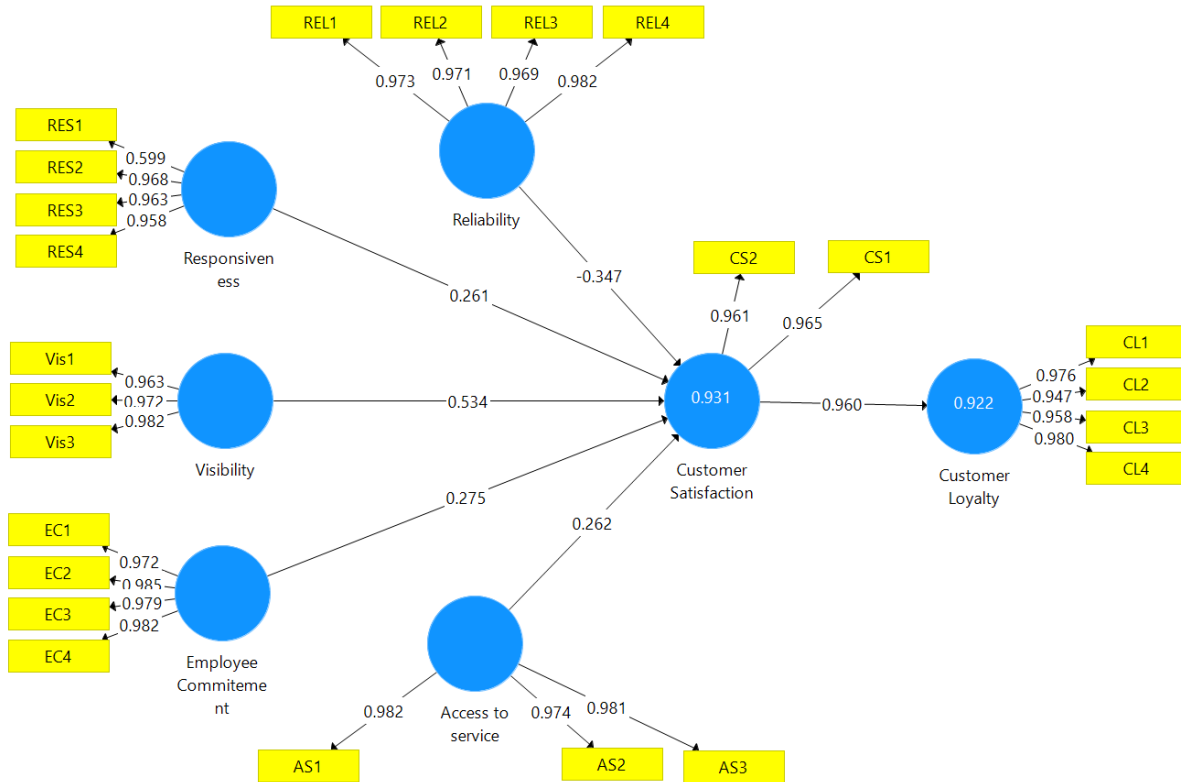 REL1
REL2
REL3
REL4
0.973
0.971
0.969
0.982
Reliability
RES1
RES2
RES3
RES4
0.599
0.968
0.963
0.958
Responsiven
ess
-0.347
0.261
CS2
CS1
0.961
0.965
Vis1
Vis2
Vis3
0.963
0.972
0.982
Visibility
0.534
0.931
Customer
Satisfaction
0.960
0.922
Customer
Loyalty
0.976
0.947
0.958
0.980
CL1
CL2
CL3
CL4
EC1
EC2
EC3
EC4
0.972
0.985
0.979
0.982
Employee
Commiteme
nt
0.275
0.262
Access to
service
0.982
0.974
0.981
AS1
AS2
AS3